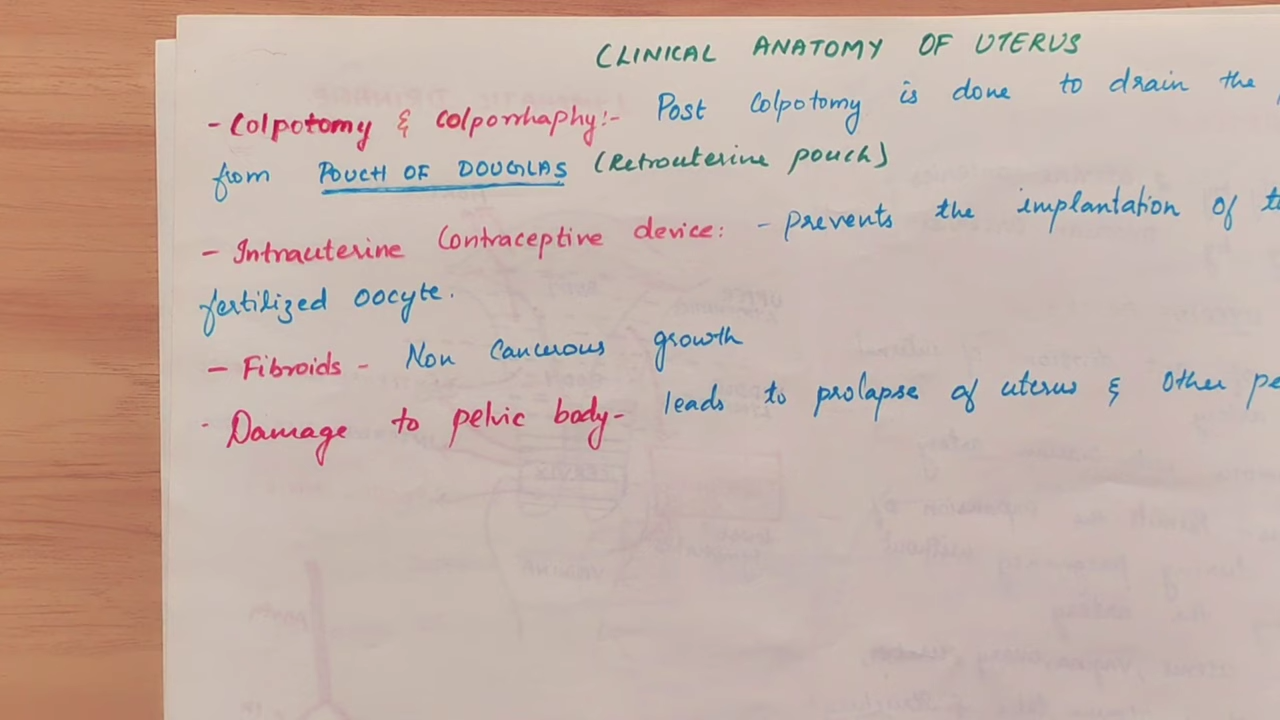 CLINICAL ANATOMY OF UTERUS
- Colpotomy & colporrhaphy:- Post Colpotomy is done to drain the
from POUCH OF DOUGLAS (Retrouterine pouch)
- Intrauterine Contraceptive device: - prevents the implantation of
fertilized oocyte.
- Fibroids - Non Cancerous growth
. Damage to pelvic body- leads to prolapse of uterus & Other